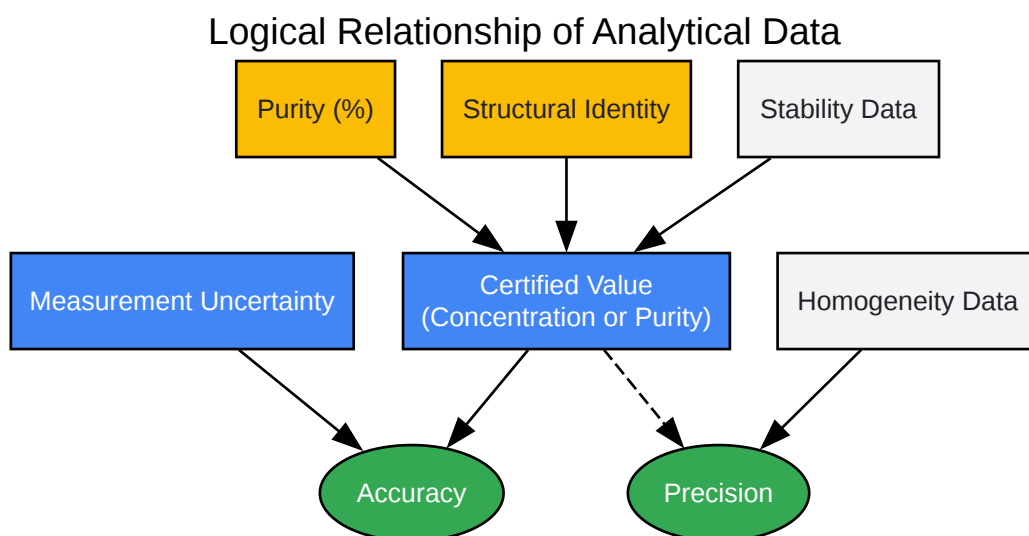 Logical Relationship of Analytical Data
Purity (%)
Structural Identity
Stability Data
Measurement Uncertainty
Certified Value
(Concentration or Purity)
Homogeneity Data
Accuracy
Precision